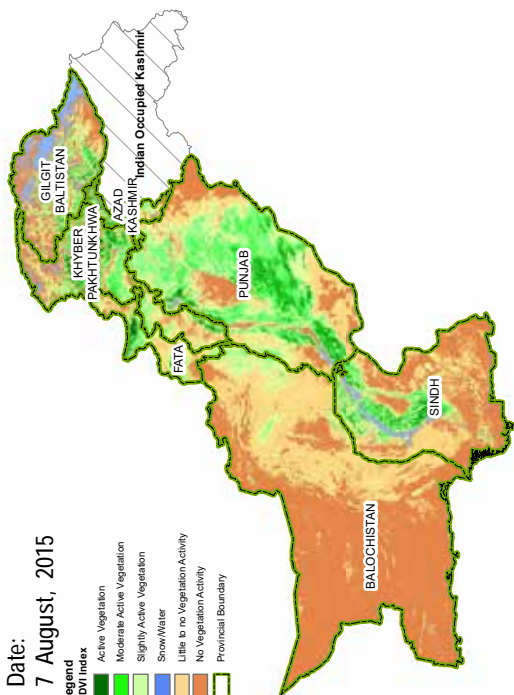 Date:
7 August, 2015
egend
DVI Index
Active Vegetation
Moderate Active Vegetation
Slightly Active Vegetation
Snow/Water
Little to no Vegetation Activity
No Vegetation Activity
Provincial Boundary
GILGIT
BALTISTAN
KHYBER
PAKHTUNKHWA
AZAD
KASHMIR
Indian Occupied Kashmir
FATA
PUNJAB
BALOCHISTAN
SINDH